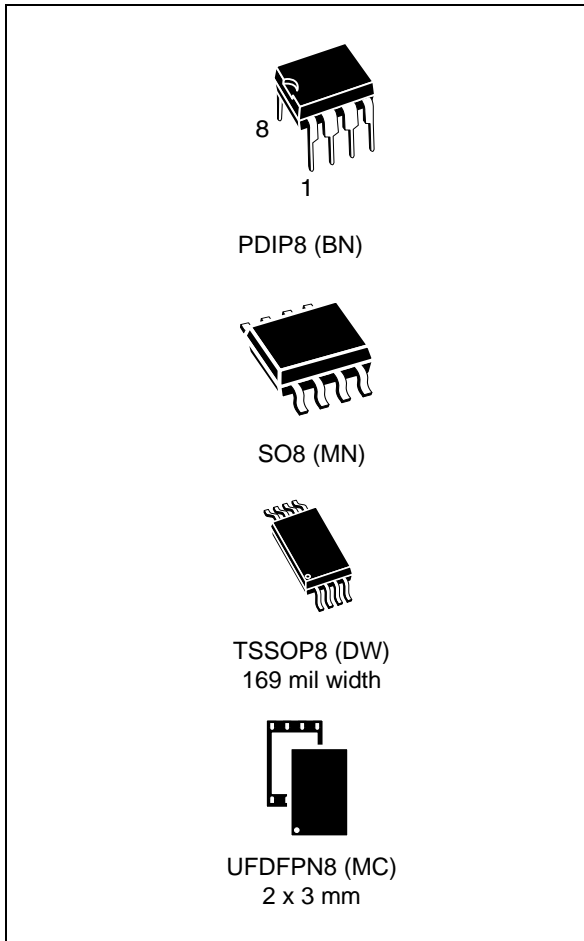 8
1
PDIP8 (BN)
SO8 (MN)
TSSOP8 (DW)
169 mil width
UFDFPN8 (MC)
2 x 3 mm